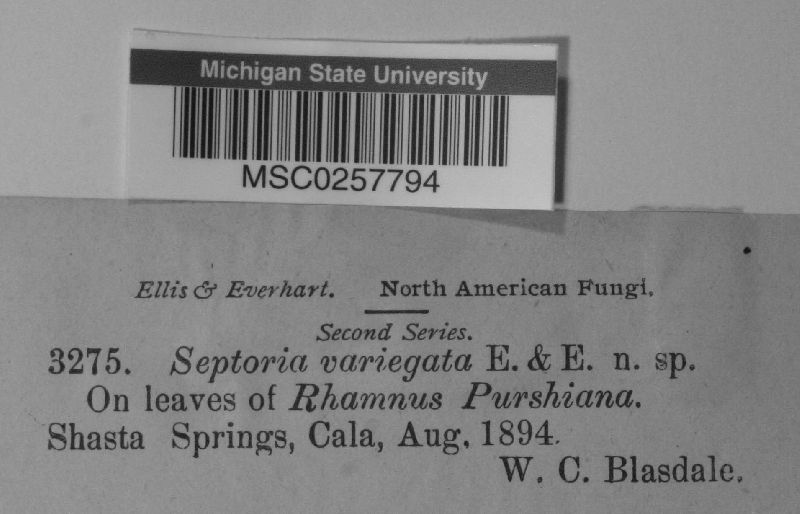 Michigan State University
MSC0257794
Ellis & Everhart. North American Fungi.
Second Series.
3275. Septoria variegata E. & E. n. sp.
On leaves of Rhamnus Purshiana.
Shasta Springs, Cala, Aug. 1894.
W. C. Blasdale.